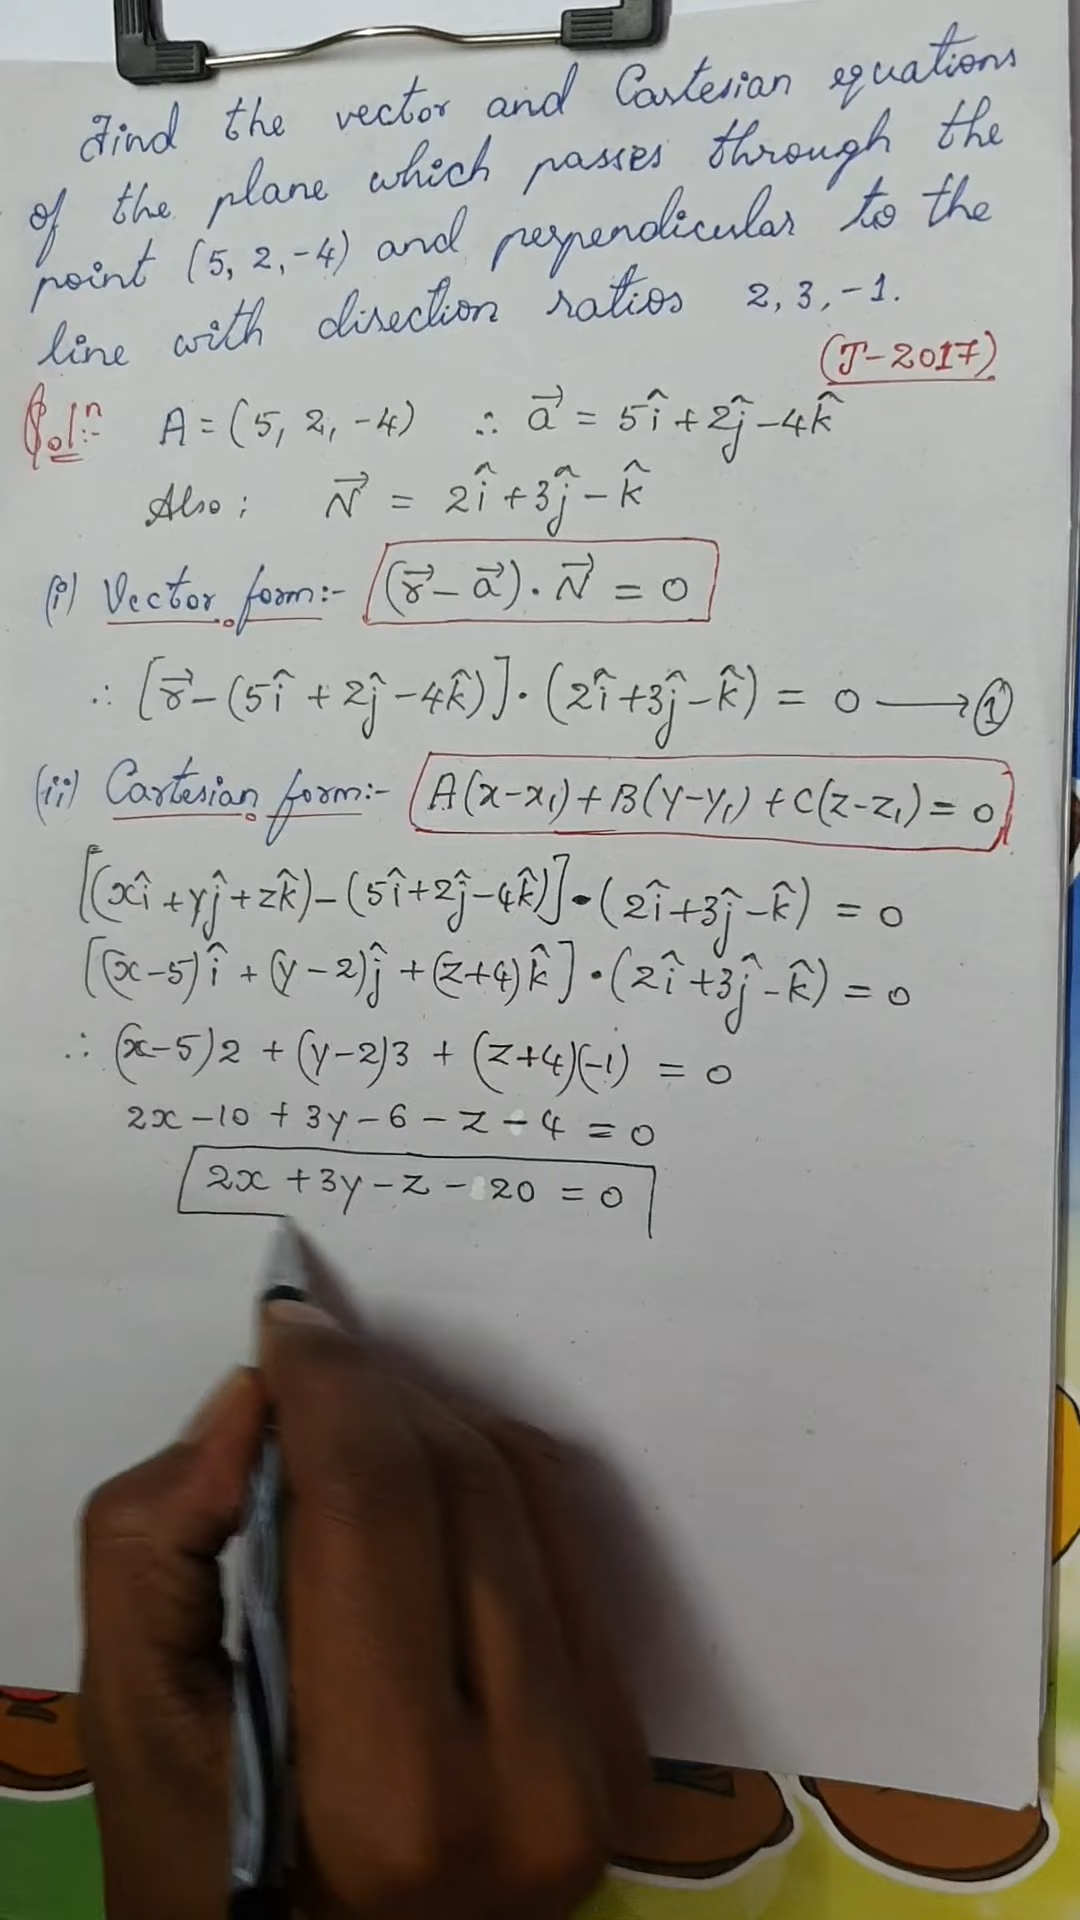 Find the vector and Cartesian equations
of the plane which passes through the
point (5, 2, -4) and perpendicular to the
line with direction ratios 2, 3, -1.
(J-2017)
Solⁿ:- A = (5, 2, -4) ∴ a⃗ = 5î + 2ĵ - 4k̂
Also: N⃗ = 2î + 3ĵ - k̂
(i) Vector form:- (r⃗ - a⃗) · N⃗ = 0
∴ [r⃗ - (5î + 2ĵ - 4k̂)] · (2î + 3ĵ - k̂) = 0 ⟶ ①
(ii) Cartesian form:- A(x-x₁) + B(y-y₁) + C(z-z₁) = 0
[(xî + yĵ + zk̂) - (5î + 2ĵ - 4k̂)] · (2î + 3ĵ - k̂) = 0
[(x-5)î + (y-2)ĵ + (z+4)k̂] · (2î + 3ĵ - k̂) = 0
∴ (x-5)2 + (y-2)3 + (z+4)(-1) = 0
2x - 10 + 3y - 6 - z - 4 = 0
2x + 3y - z - 20 = 0